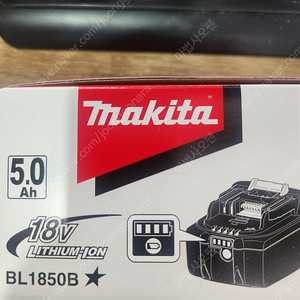 makita
5.0
Ah
18V
LITHIUM-ION
BL1850B ★